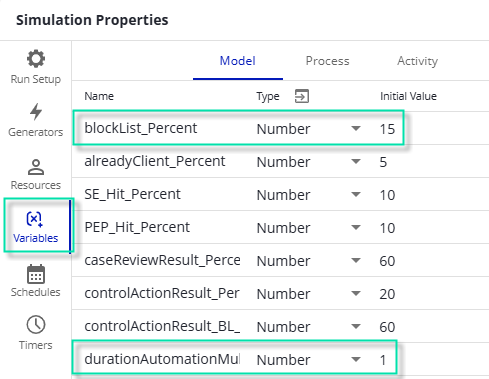 Simulation Properties
Run Setup
Generators
Resources
Variables
Schedules
Timers
Model Process Activity
Name Type Initial Value
blockList_Percent Number 15
alreadyClient_Percent Number 5
SE_Hit_Percent Number 10
PEP_Hit_Percent Number 10
caseReviewResult_Perce Number 60
controlActionResult_Per Number 20
controlActionResult_BL_ Number 60
durationAutomationMul Number 1